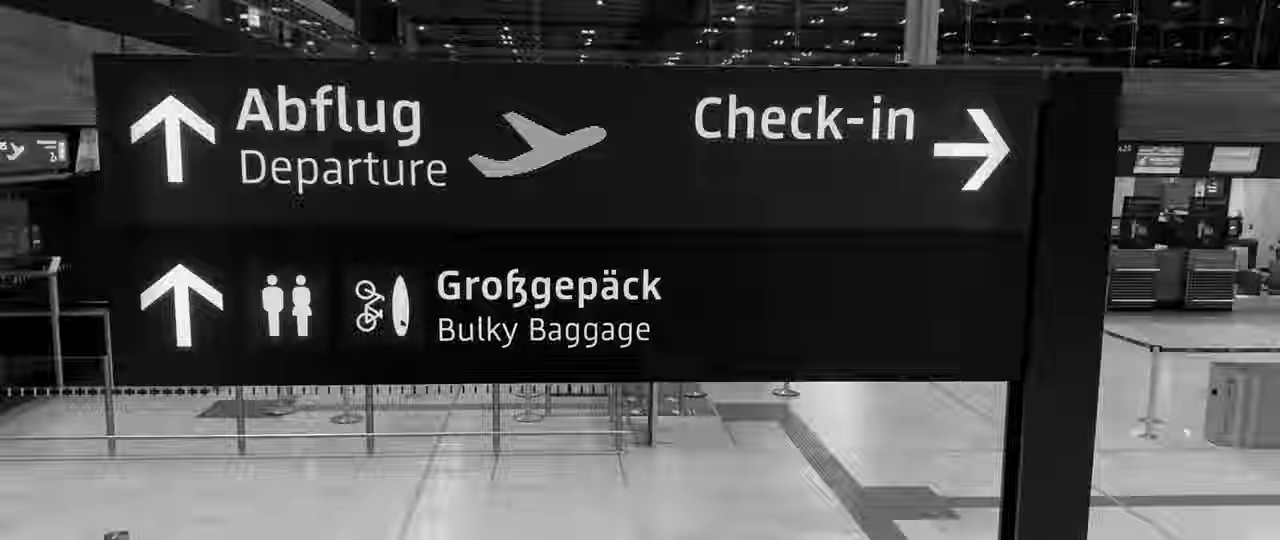 Abflug
Departure
Check-in
Großgepäck
Bulky Baggage